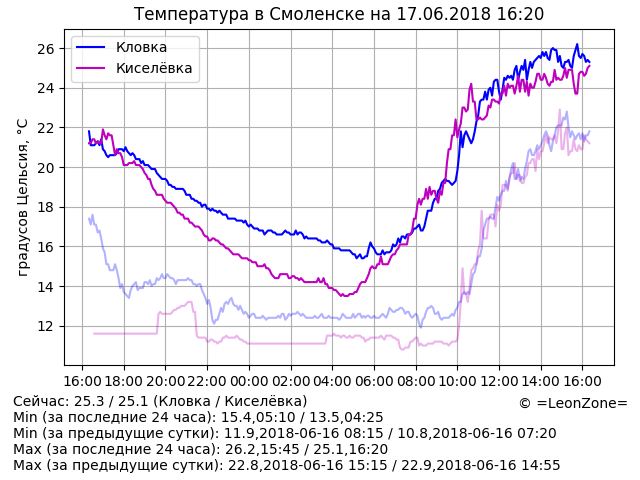 Температура в Смоленске на 17.06.2018 16:20
Кловка
Киселёвка
градусов Цельсия, °C
26
24
22
20
18
16
14
12
16:00 18:00 20:00 22:00 00:00 02:00 04:00 06:00 08:00 10:00 12:00 14:00 16:00
Сейчас: 25.3 / 25.1 (Кловка / Киселёвка)
© =LeonZone=
Min (за последние 24 часа): 15.4,05:10 / 13.5,04:25
Min (за предыдущие сутки): 11.9,2018-06-16 08:15 / 10.8,2018-06-16 07:20
Max (за последние 24 часа): 26.2,15:45 / 25.1,16:20
Max (за предыдущие сутки): 22.8,2018-06-16 15:15 / 22.9,2018-06-16 14:55